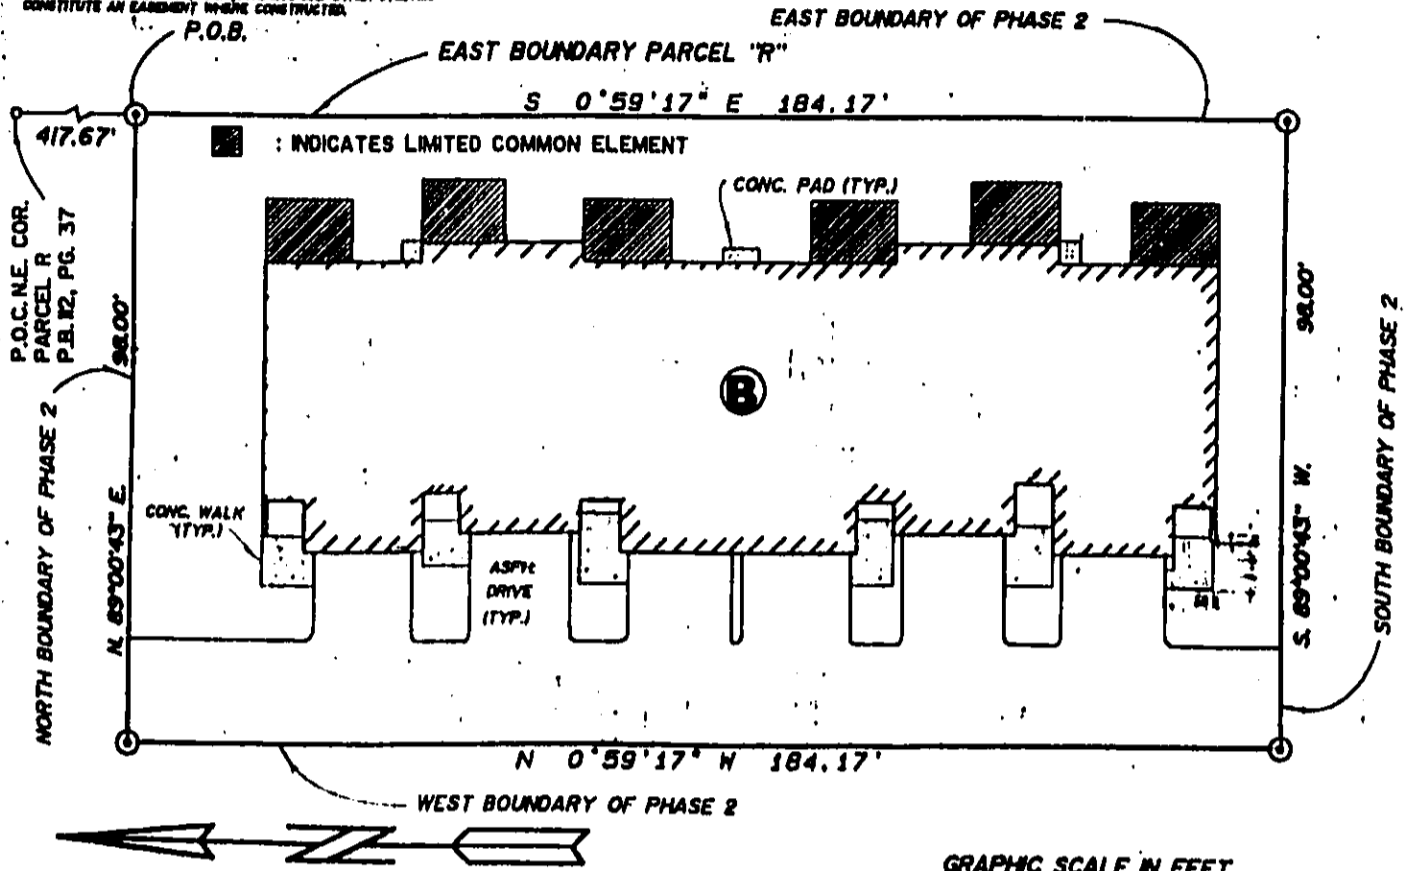 CONSTITUTE AN EASEMENT WHERE CONSTRUCTED.
P.O.B.
EAST BOUNDARY OF PHASE 2
EAST BOUNDARY PARCEL "R"
S 0°59'17" E 184.17'
417.67'
: INDICATES LIMITED COMMON ELEMENT
CONC. PAD (TYP.)
P.O.C. N.E. COR.
PARCEL R
P.B. 112, PG. 37
98.00'
98.00'
NORTH BOUNDARY OF PHASE 2
N. 89°00'43" E.
B
S. 89°00'43" W.
SOUTH BOUNDARY OF PHASE 2
CONC. WALK
(TYP.)
ASPH.
DRIVE
(TYP.)
N 0°59'17" W 184.17'
WEST BOUNDARY OF PHASE 2
N
GRAPHIC SCALE IN FEET